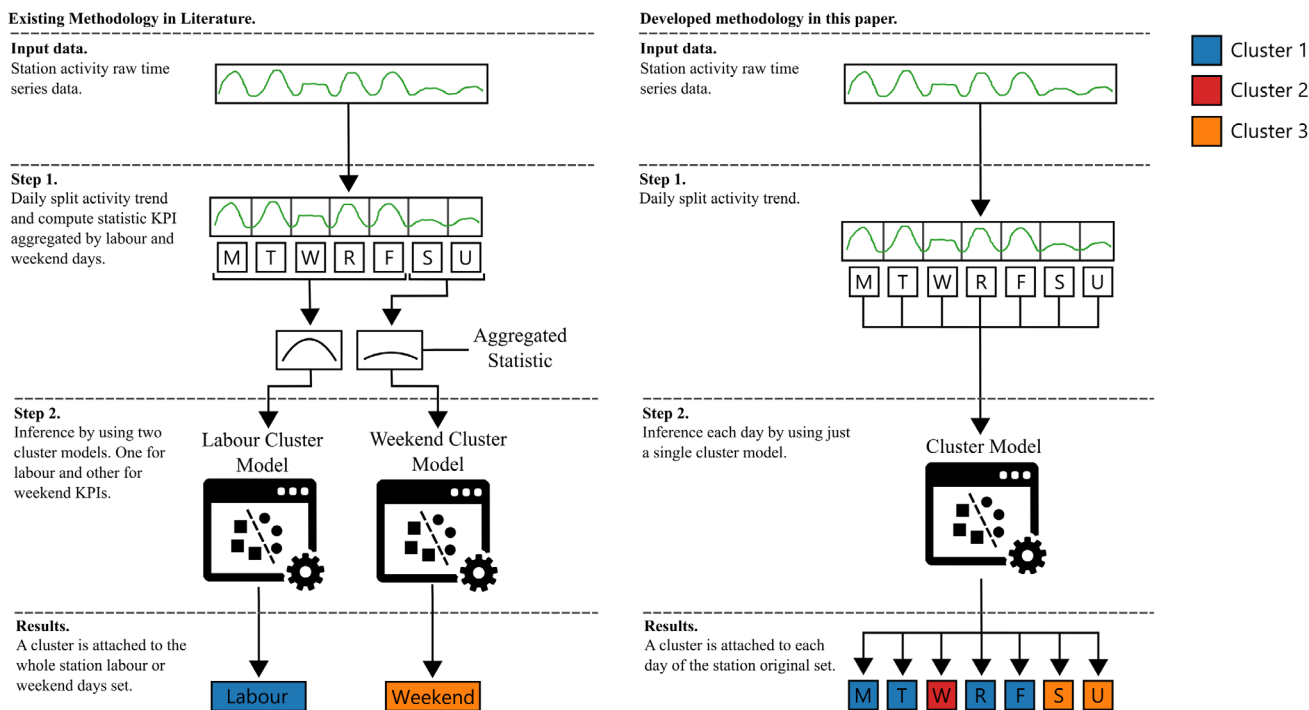 Existing Methodology in Literature.
Input data.
Station activity raw time
series data.
Step 1.
Daily split activity trend
and compute statistic KPI
aggregated by labour and
weekend days.
M T W R F S U
Aggregated
Statistic
Step 2.
Inference by using two
cluster models. One for
labour and other for
weekend KPIs.
Labour Cluster
Model
Weekend Cluster
Model
Results.
A cluster is attached to the
whole station labour or
weekend days set.
Labour
Weekend
Developed methodology in this paper.
Input data.
Station activity raw time
series data.
Step 1.
Daily split activity trend.
M T W R F S U
Step 2.
Inference each day by using just
a single cluster model.
Cluster Model
Results.
A cluster is attached to each
day of the station original set.
M T W R F S U
Cluster 1
Cluster 2
Cluster 3